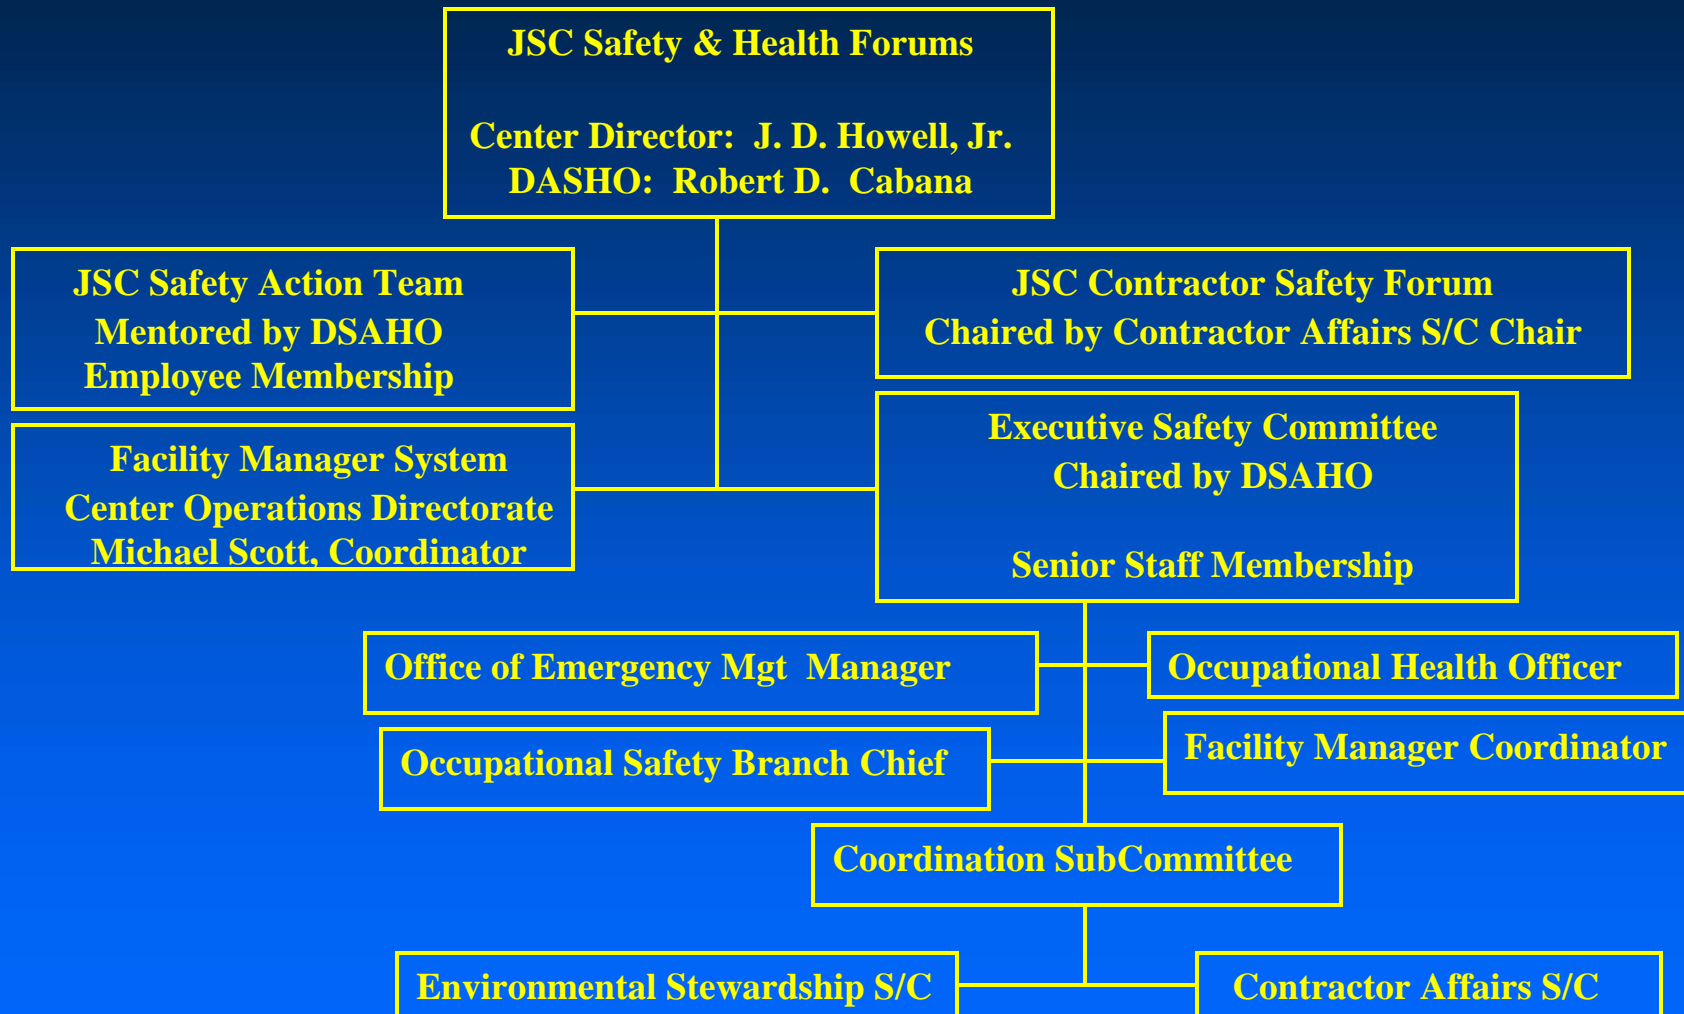 JSC Safety & Health Forums
Center Director: J. D. Howell, Jr.
DASHO: Robert D. Cabana
JSC Safety Action Team
Mentored by DSAHO
Employee Membership
JSC Contractor Safety Forum
Chaired by Contractor Affairs S/C Chair
Facility Manager System
Center Operations Directorate
Michael Scott, Coordinator
Executive Safety Committee
Chaired by DSAHO
Senior Staff Membership
Office of Emergency Mgt Manager
Occupational Health Officer
Occupational Safety Branch Chief
Facility Manager Coordinator
Coordination SubCommittee
Environmental Stewardship S/C
Contractor Affairs S/C